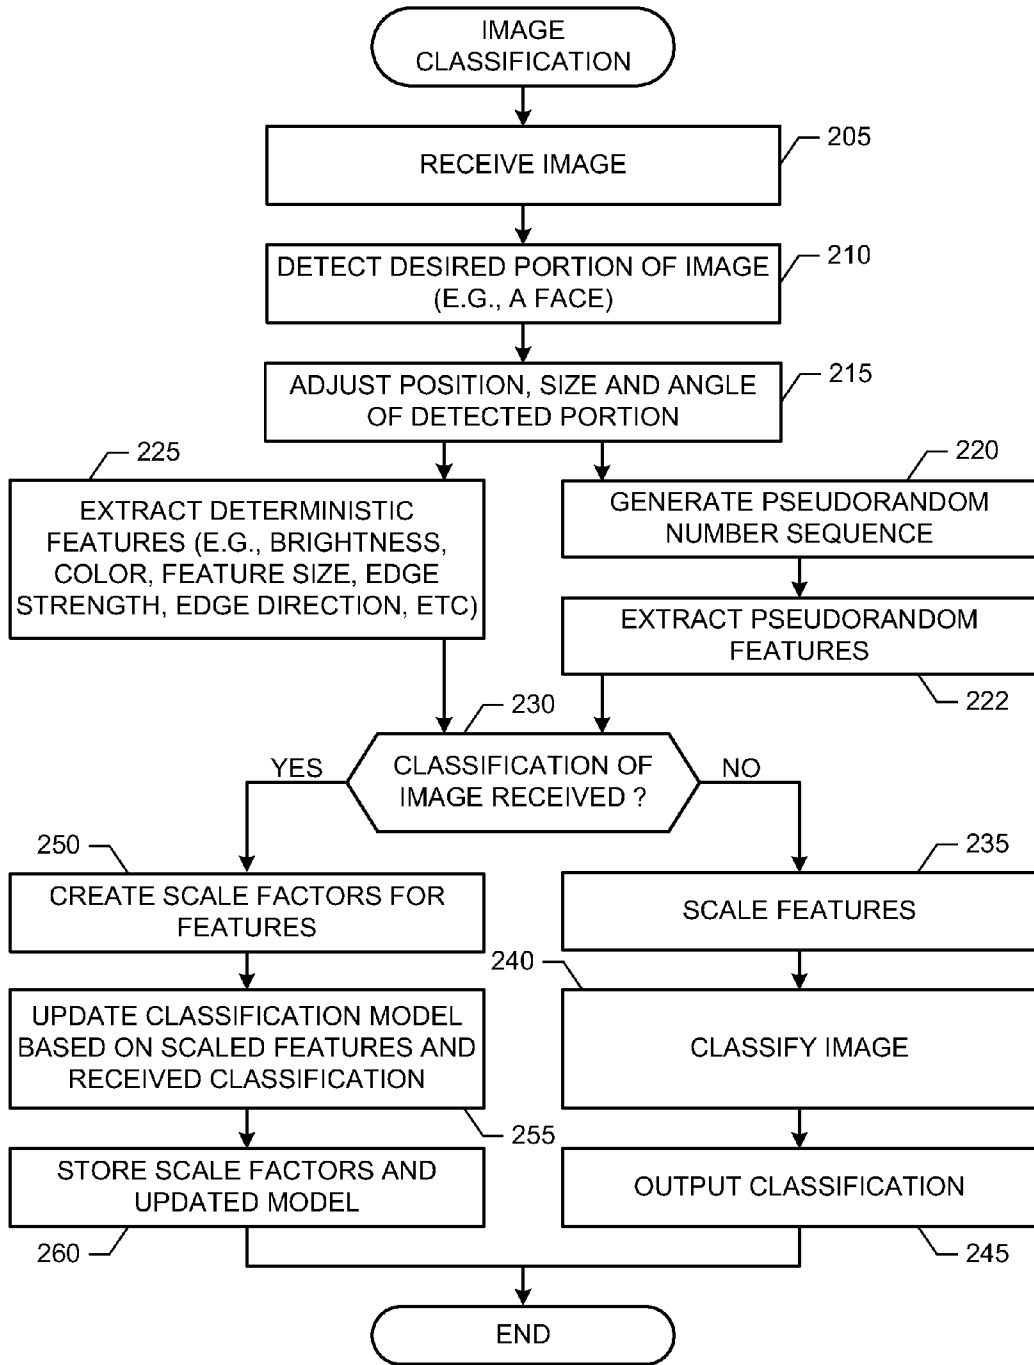 IMAGE
CLASSIFICATION
205
RECEIVE IMAGE
210
DETECT DESIRED PORTION OF IMAGE
(E.G., A FACE)
215
ADJUST POSITION, SIZE AND ANGLE
OF DETECTED PORTION
225
EXTRACT DETERMINISTIC
FEATURES (E.G., BRIGHTNESS,
COLOR, FEATURE SIZE, EDGE
STRENGTH, EDGE DIRECTION, ETC)
220
GENERATE PSEUDORANDOM
NUMBER SEQUENCE
EXTRACT PSEUDORANDOM
FEATURES
222
230
CLASSIFICATION OF
IMAGE RECEIVED ?
YES
NO
250
CREATE SCALE FACTORS FOR
FEATURES
UPDATE CLASSIFICATION MODEL
BASED ON SCALED FEATURES AND
RECEIVED CLASSIFICATION
255
STORE SCALE FACTORS AND
UPDATED MODEL
260
235
SCALE FEATURES
240
CLASSIFY IMAGE
OUTPUT CLASSIFICATION
245
END